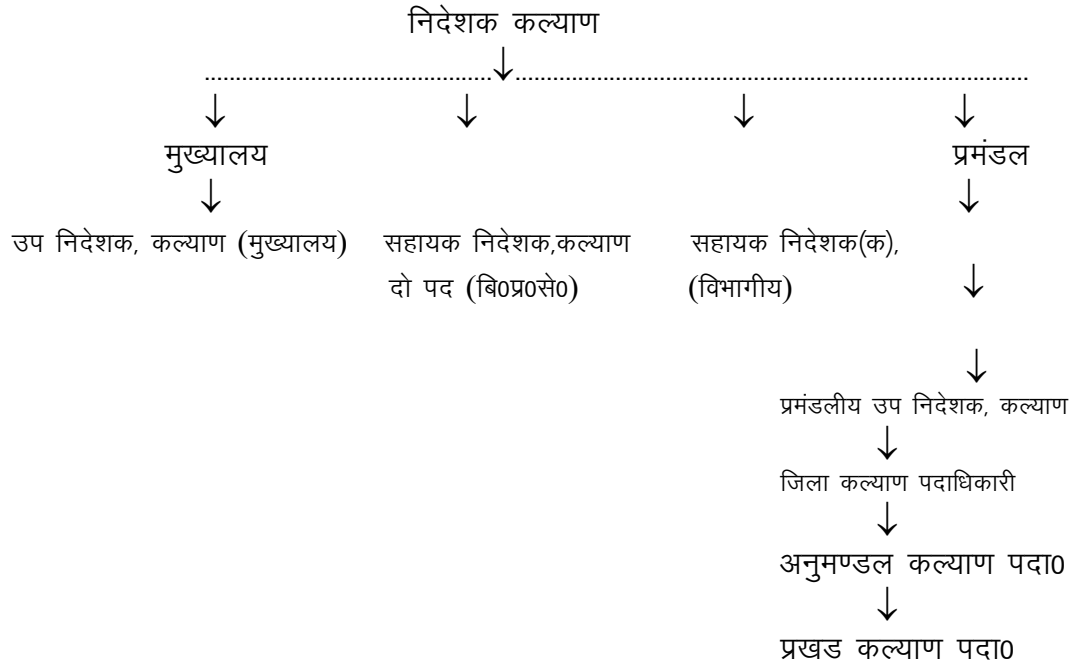 निदेशक कल्याण
मुख्यालय प्रमंडल
उप निदेशक, कल्याण (मुख्यालय) सहायक निदेशक,कल्याण सहायक निदेशक(क),
दो पद (बि0प्र0से0) (विभागीय)
प्रमंडलीय उप निदेशक, कल्याण
जिला कल्याण पदाधिकारी
अनुमण्डल कल्याण पदा0
प्रखड कल्याण पदा0